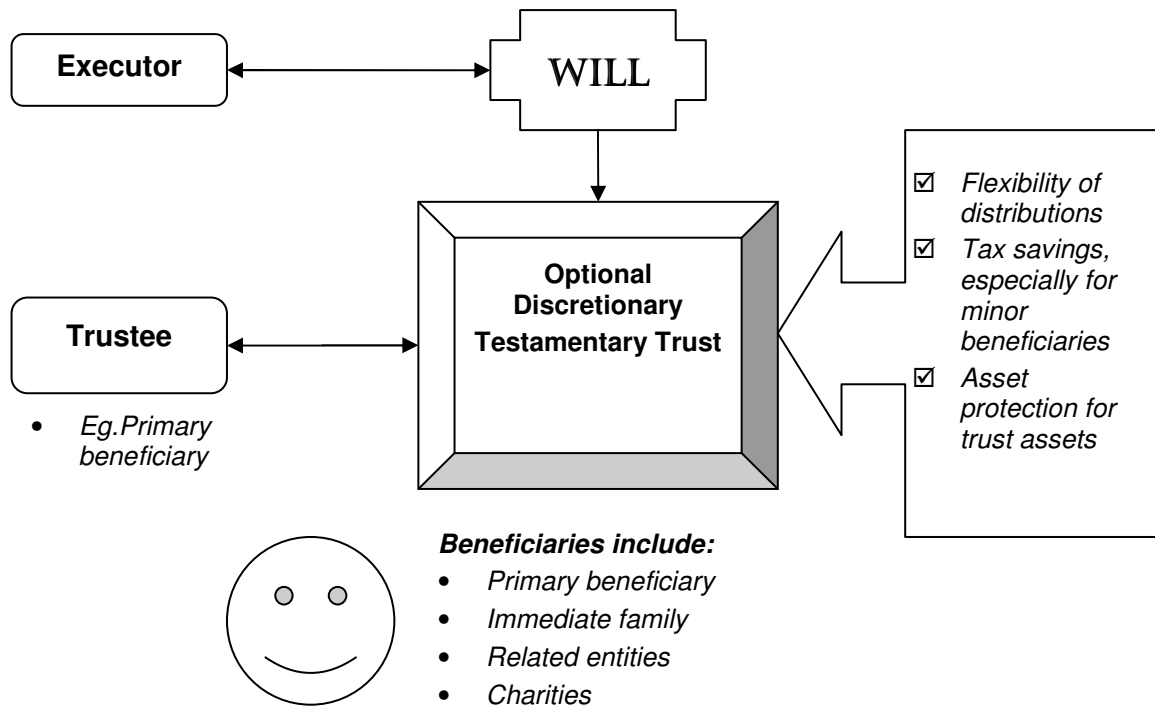 Executor
WILL
Optional
Discretionary
Testamentary Trust
☑ Flexibility of
distributions
☑ Tax savings,
especially for
minor
beneficiaries
☑ Asset
protection for
trust assets
Trustee
• Eg.Primary
beneficiary
Beneficiaries include:
• Primary beneficiary
• Immediate family
• Related entities
• Charities